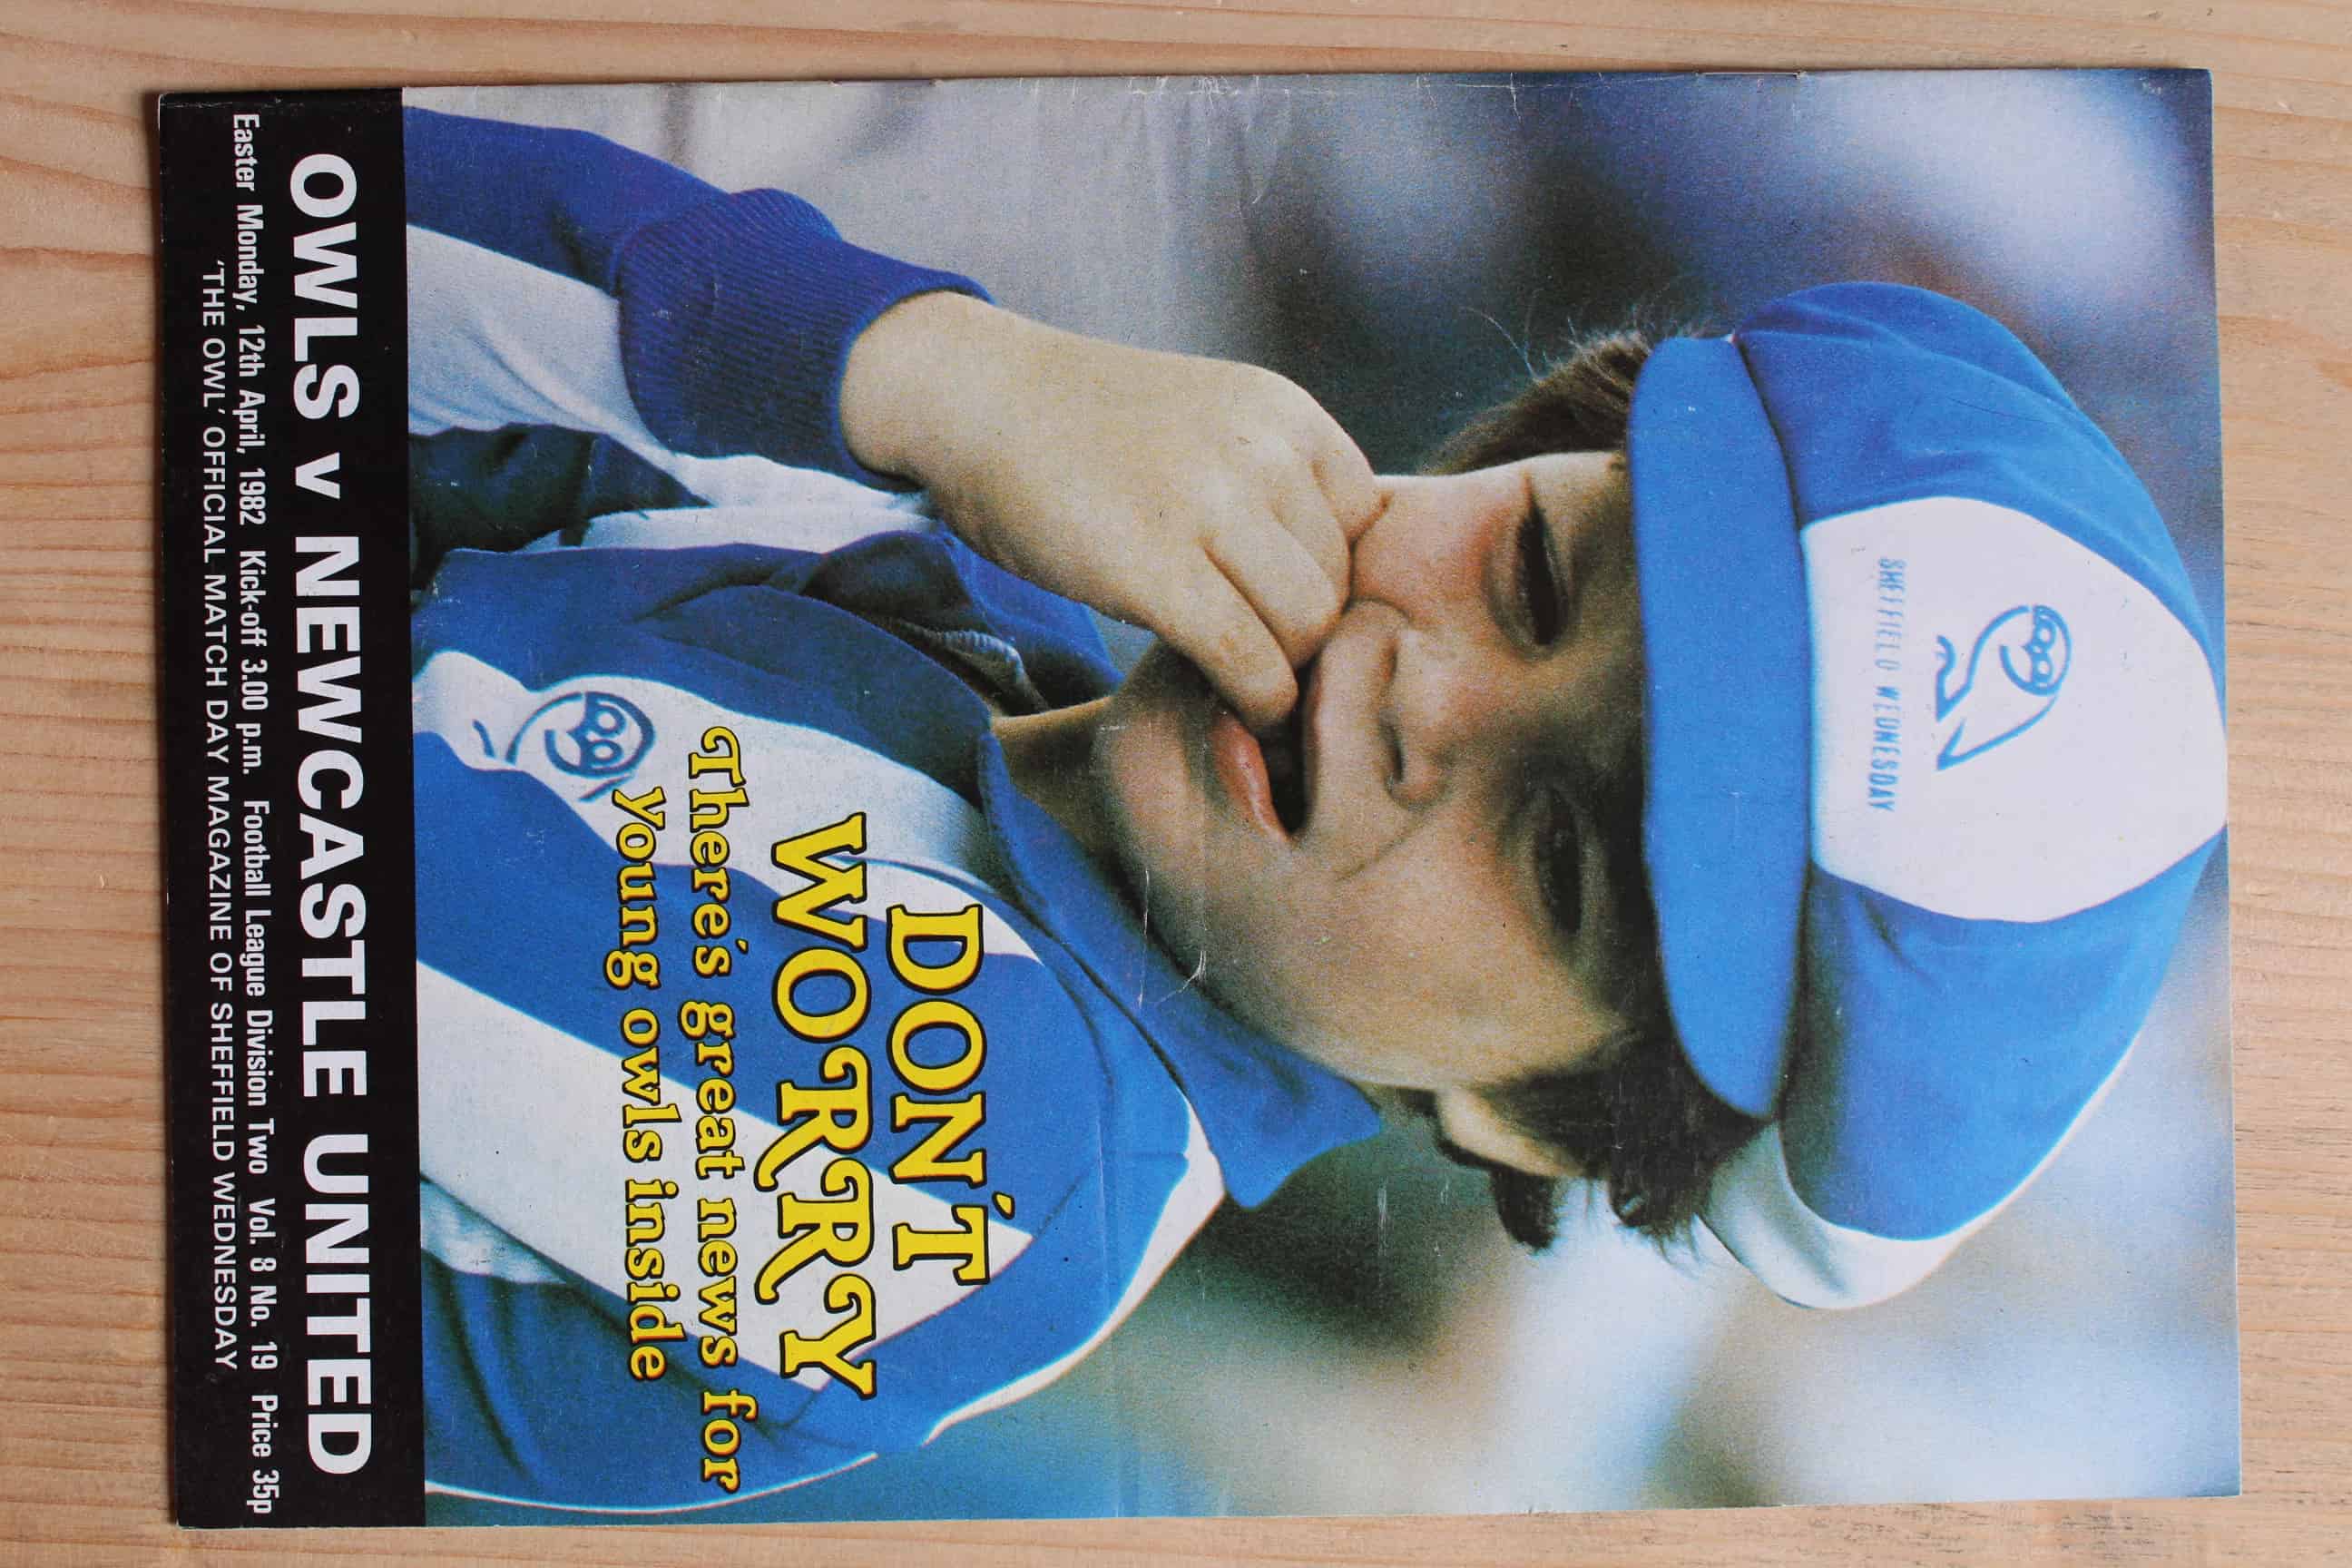 SHEFFIELD WEDNESDAY
DON'T
WORRY
There's great news for
young owls inside
OWLS v NEWCASTLE UNITED
Easter Monday, 12th April, 1982 Kick-off 3.00 p.m. Football League Division Two Vol. 8 No. 19 Price 35p
'THE OWL' OFFICIAL MATCH DAY MAGAZINE OF SHEFFIELD WEDNESDAY